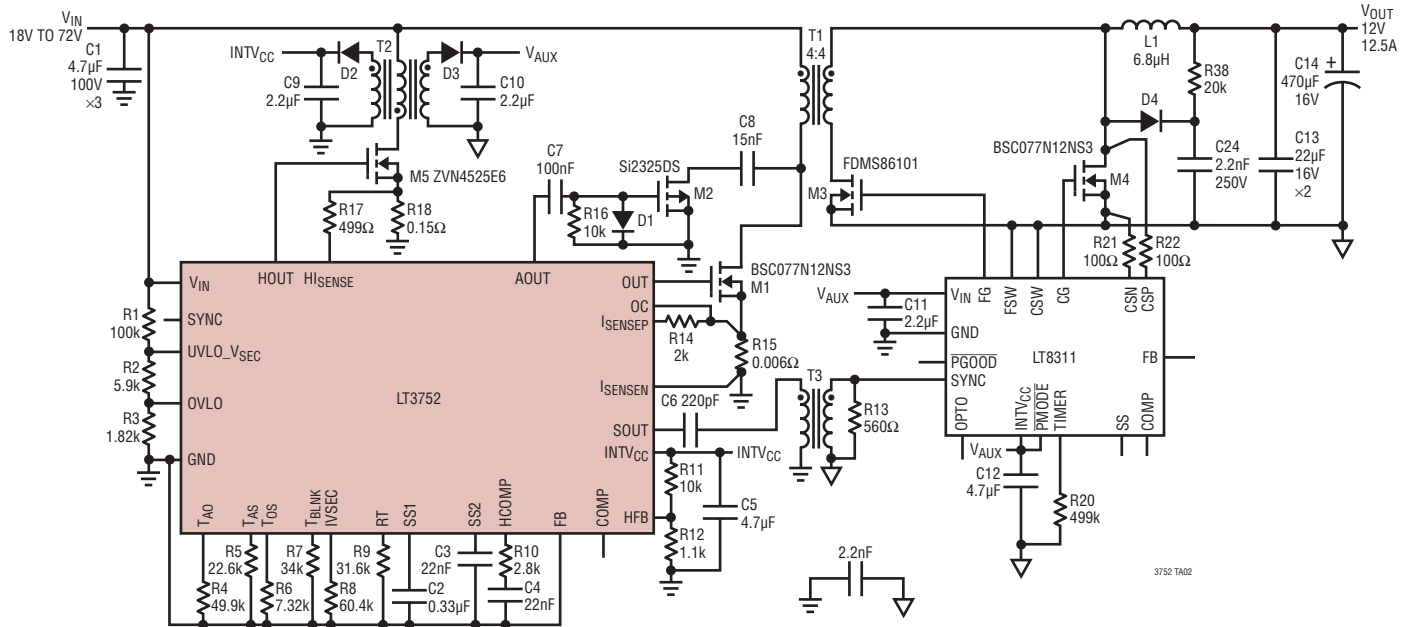 VIN
18V TO 72V
C1
4.7µF
100V
×3
INTVCC
D2
T2
D3
VAUX
C9
2.2µF
C10
2.2µF
M5 ZVN4525E6
R17
499Ω
R18
0.15Ω
C7
100nF
R16
10k
D1
Si2325DS
M2
C8
15nF
T1
4:4
FDMS86101
M3
BSC077N12NS3
M1
L1
6.8µH
VOUT
12V
12.5A
R38
20k
D4
BSC077N12NS3
M4
C24
2.2nF
250V
C14
470µF
16V
+
C13
22µF
16V
×2
R21
100Ω
R22
100Ω
HOUT
HISENSE
AOUT
VIN
SYNC
UVLO_VSEC
OVLO
GND
LT3752
OUT
OC
ISENSEP
ISENSEN
SOUT
INTVCC
HFB
TAO
TAS
TOS
TBLNK
IVSEC
RT
SS1
SS2
HCOMP
FB
COMP
R1
100k
R2
5.9k
R3
1.82k
R14
2k
R15
0.006Ω
C6 220pF
T3
R13
560Ω
INTVCC
R11
10k
R12
1.1k
C5
4.7µF
R5
22.6k
R4
49.9k
R6
7.32k
R7
34k
R8
60.4k
R9
31.6k
C2
0.33µF
C3
22nF
R10
2.8k
C4
22nF
VAUX
C11
2.2µF
VIN
GND
PGOOD
SYNC
LT8311
FG
FSW
CSW
CG
CSN
CSP
FB
OPTO
INTVCC
PMODE
TIMER
SS
COMP
VAUX
C12
4.7µF
R20
499k
2.2nF
3752 TA02